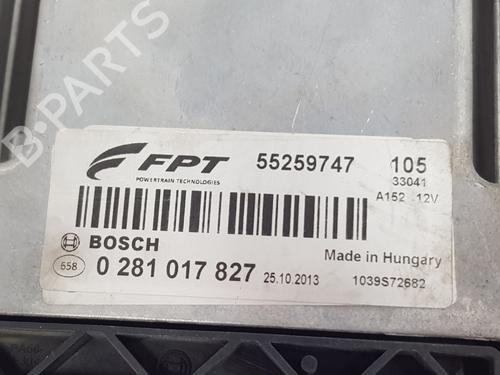 B-PARTS
FPT 55259747 105
POWERTRAIN TECHNOLOGIES 33041
A152 12V
BOSCH Made in Hungary
658 0 281 017 827 25.10.2013 1039S72682